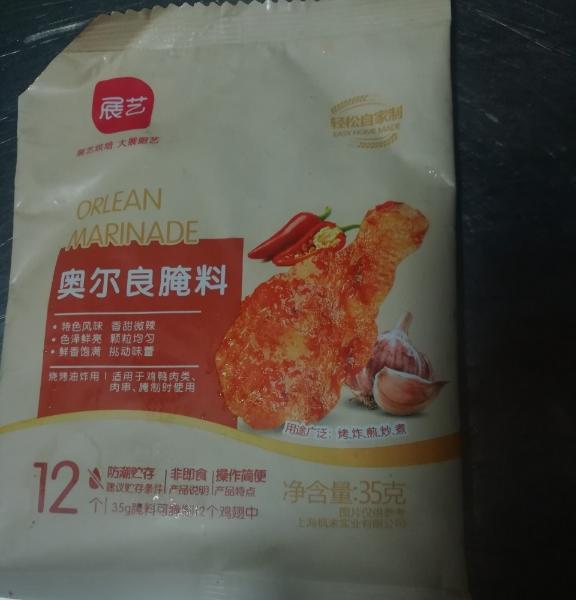 展艺
展艺烘焙 大展厨艺
轻松自家制
EASY HOME MADE
ORLEAN
MARINADE
奥尔良腌料
• 特色风味 香甜微辣
• 色泽鲜亮 颗粒均匀
• 鲜香饱满 挑动味蕾
烧烤油炸用 | 适用于鸡鸭肉类、
肉串、腌制时使用
用途广泛：烤.炸.煎.炒.煮
12个
防潮贮存 | 非即食 | 操作简便
建议贮存条件 | 产品说明 | 产品特点
35g腌料可腌制12个鸡翅中
净含量:35克
图片仅供参考
上海枫未实业有限公司